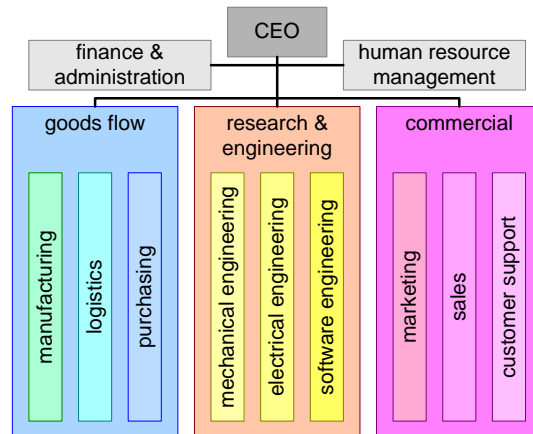 CEO
finance &
administration
human resource
management
goods flow
research &
engineering
commercial
manufacturing
logistics
purchasing
mechanical engineering
electrical engineering
software engineering
marketing
sales
customer support